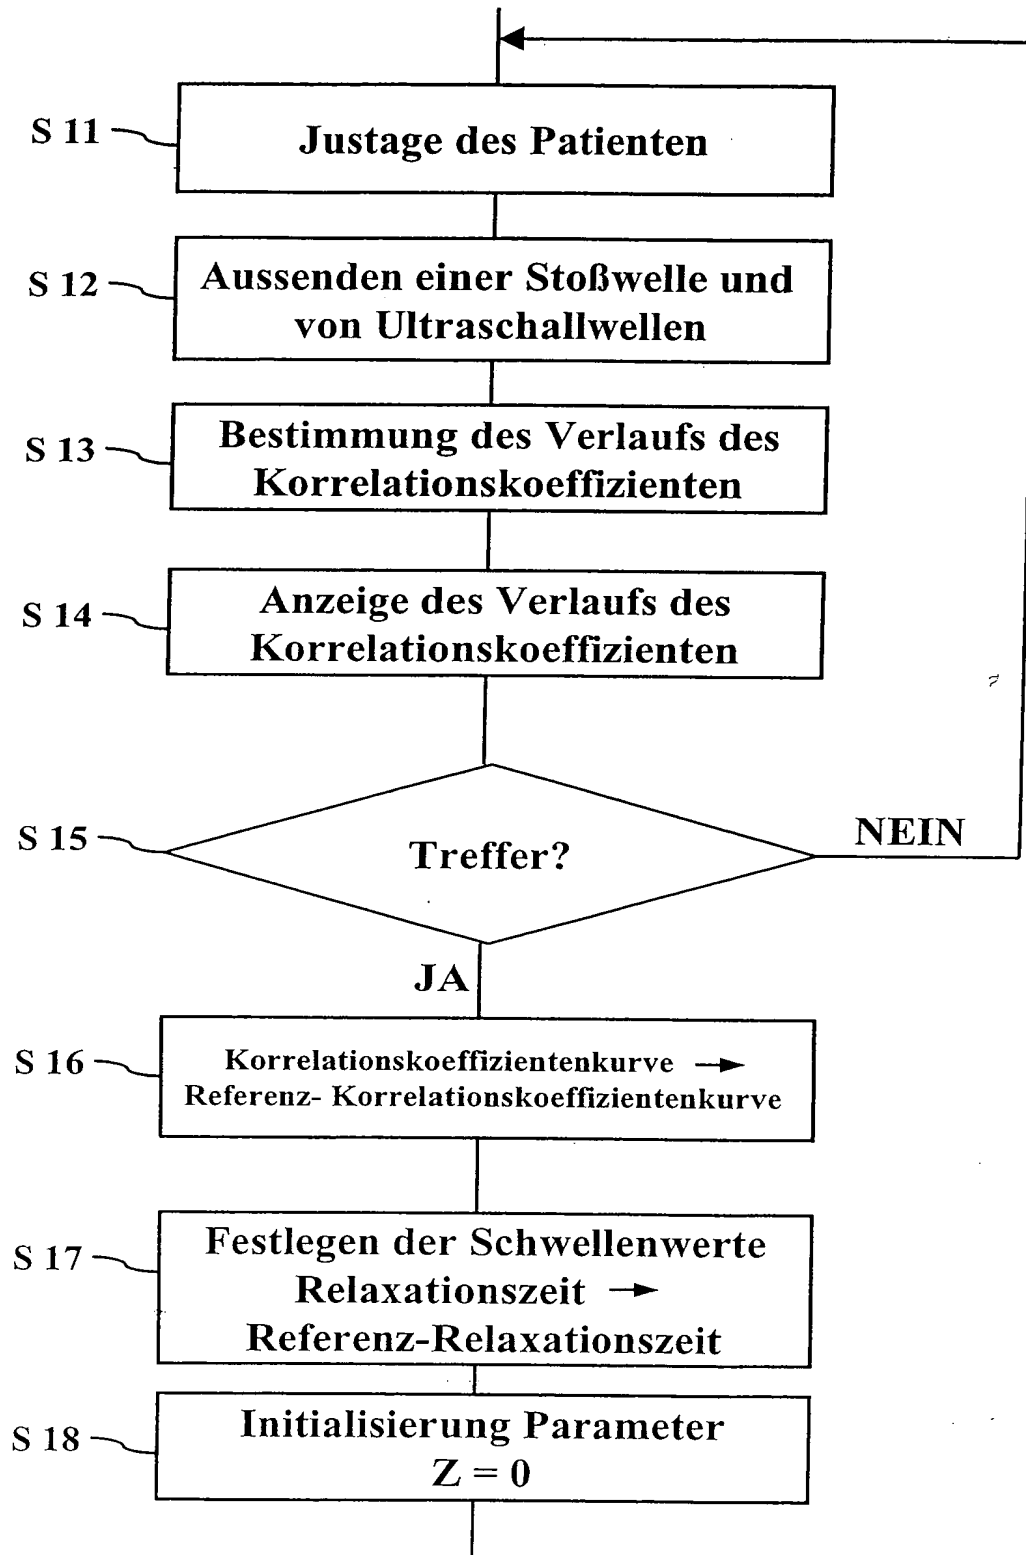 S 11
Justage des Patienten
S 12
Aussenden einer Stoßwelle und
von Ultraschallwellen
S 13
Bestimmung des Verlaufs des
Korrelationskoeffizienten
S 14
Anzeige des Verlaufs des
Korrelationskoeffizienten
S 15
Treffer?
NEIN
JA
S 16
Korrelationskoeffizientenkurve →
Referenz- Korrelationskoeffizientenkurve
S 17
Festlegen der Schwellenwerte
Relaxationszeit →
Referenz-Relaxationszeit
S 18
Initialisierung Parameter
Z = 0